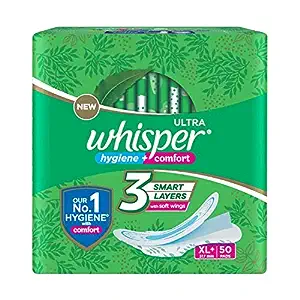 NEW
ULTRA
whisper®
hygiene + comfort
OUR
No.1
HYGIENE*
with
comfort
3 SMART
LAYERS
with soft wings
XL+
50
PADS